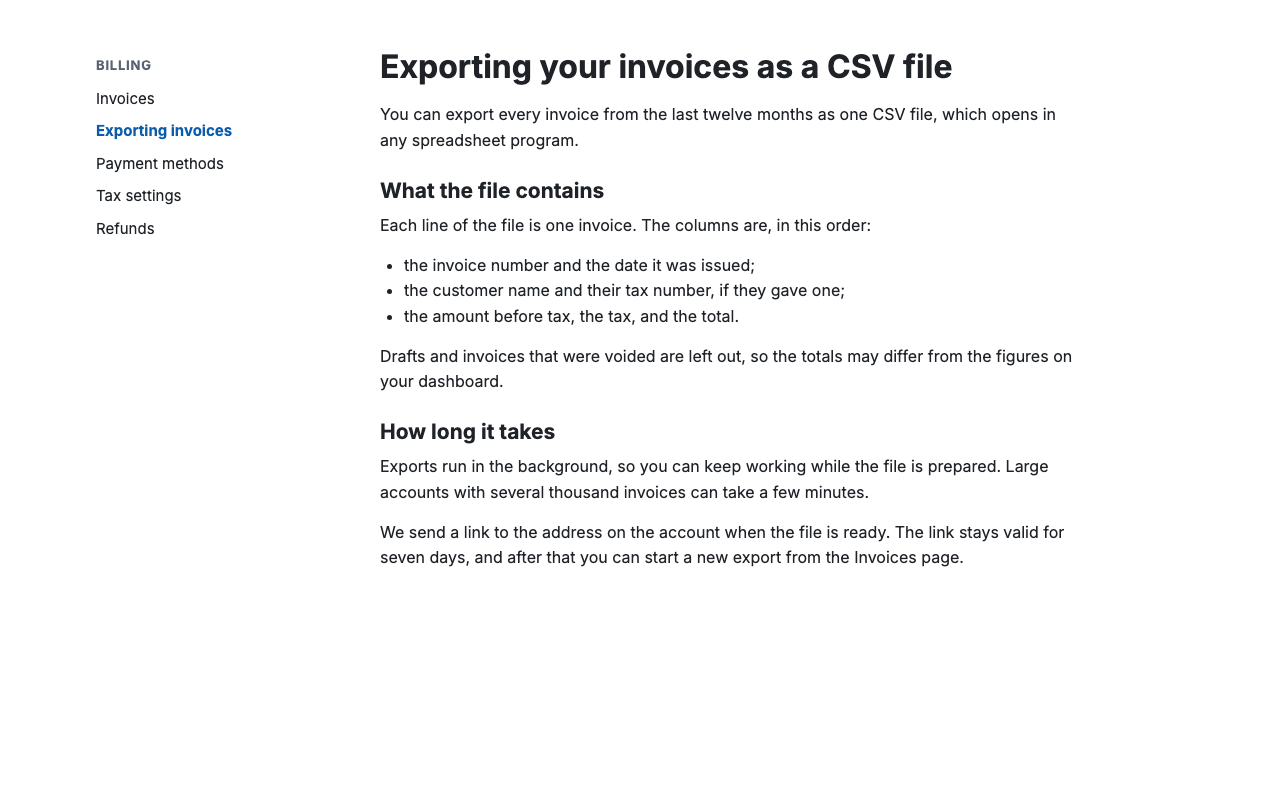 BILLING
Invoices
Exporting invoices
Payment methods
Tax settings
Refunds
Exporting your invoices as a CSV file
You can export every invoice from the last twelve months as one CSV file, which opens in
any spreadsheet program.
What the file contains
Each line of the file is one invoice. The columns are, in this order:
• the invoice number and the date it was issued;
• the customer name and their tax number, if they gave one;
• the amount before tax, the tax, and the total.
Drafts and invoices that were voided are left out, so the totals may differ from the figures on
your dashboard.
How long it takes
Exports run in the background, so you can keep working while the file is prepared. Large
accounts with several thousand invoices can take a few minutes.
We send a link to the address on the account when the file is ready. The link stays valid for
seven days, and after that you can start a new export from the Invoices page.